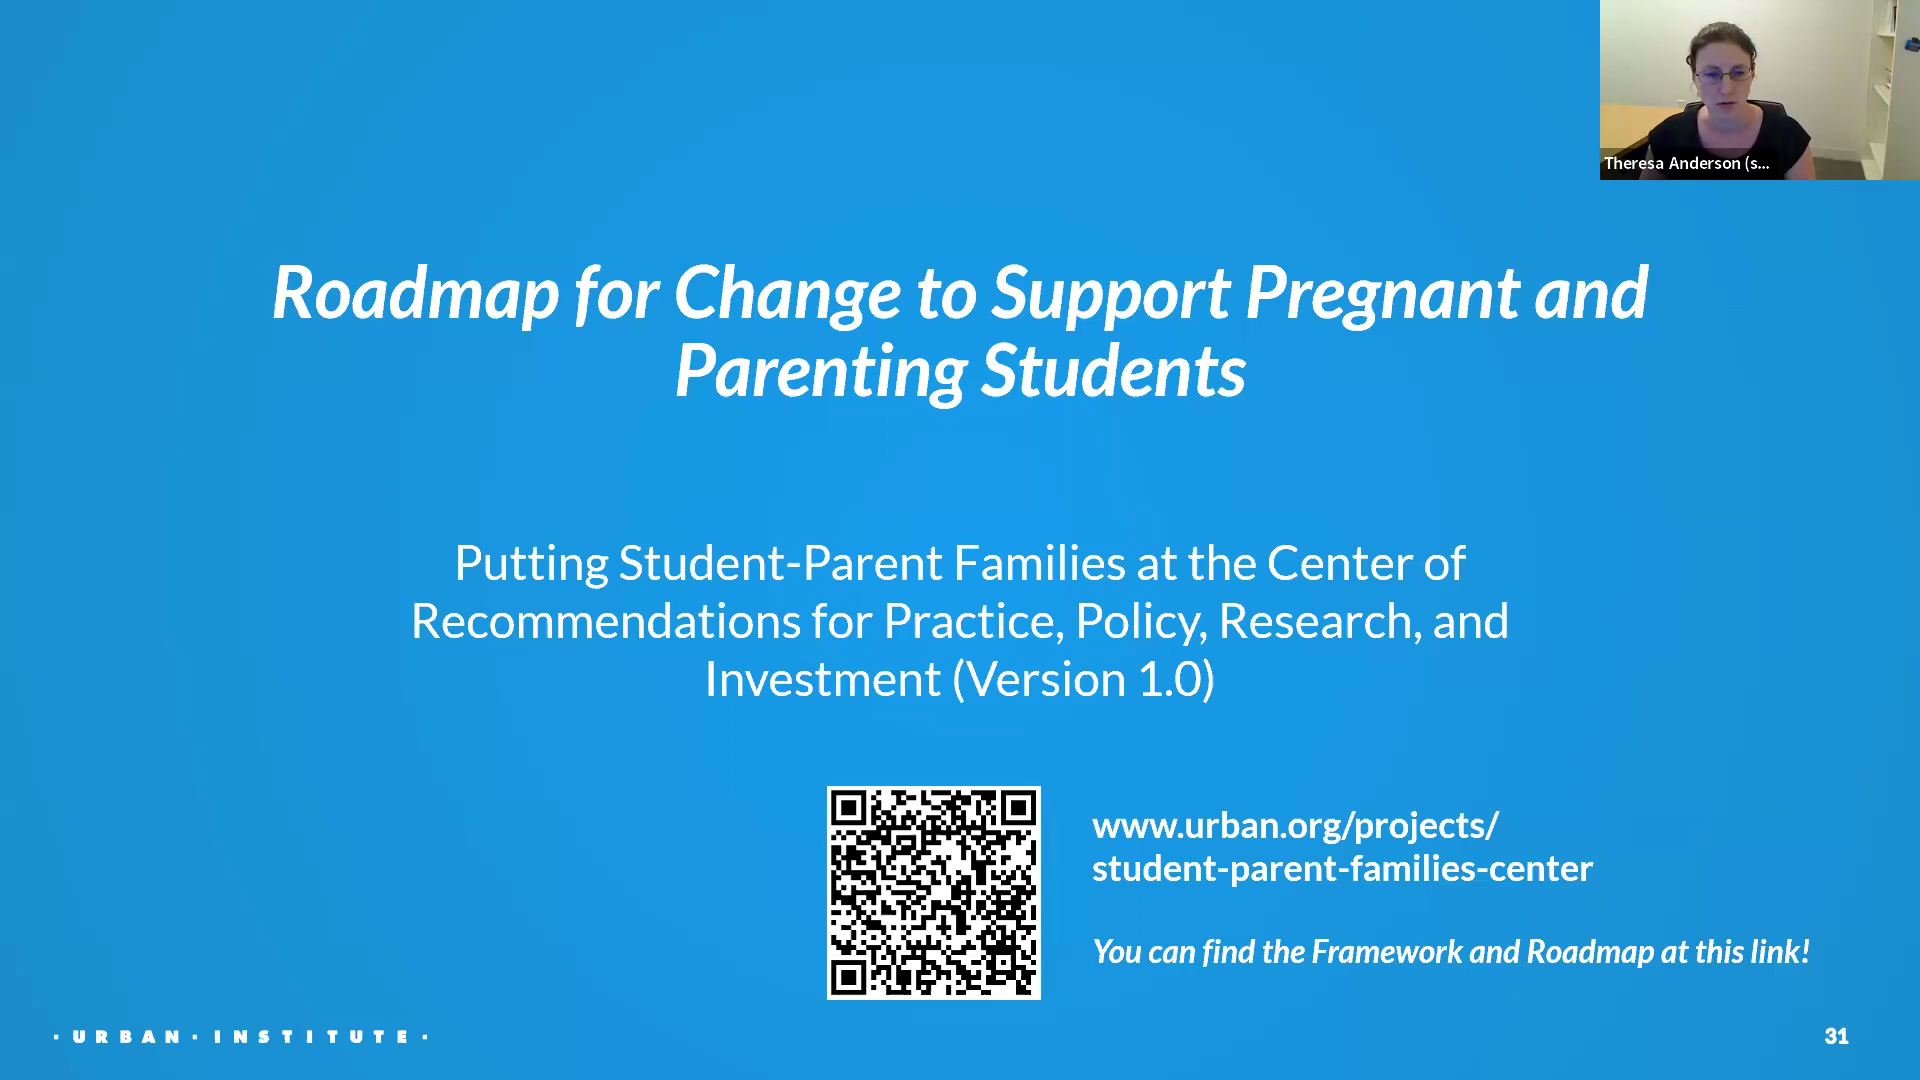 Theresa Anderson (s...
Roadmap for Change to Support Pregnant and
Parenting Students
Putting Student-Parent Families at the Center of
Recommendations for Practice, Policy, Research, and
Investment (Version 1.0)
www.urban.org/projects/
student-parent-families-center
You can find the Framework and Roadmap at this link!
· URBAN · INSTITUTE ·
31